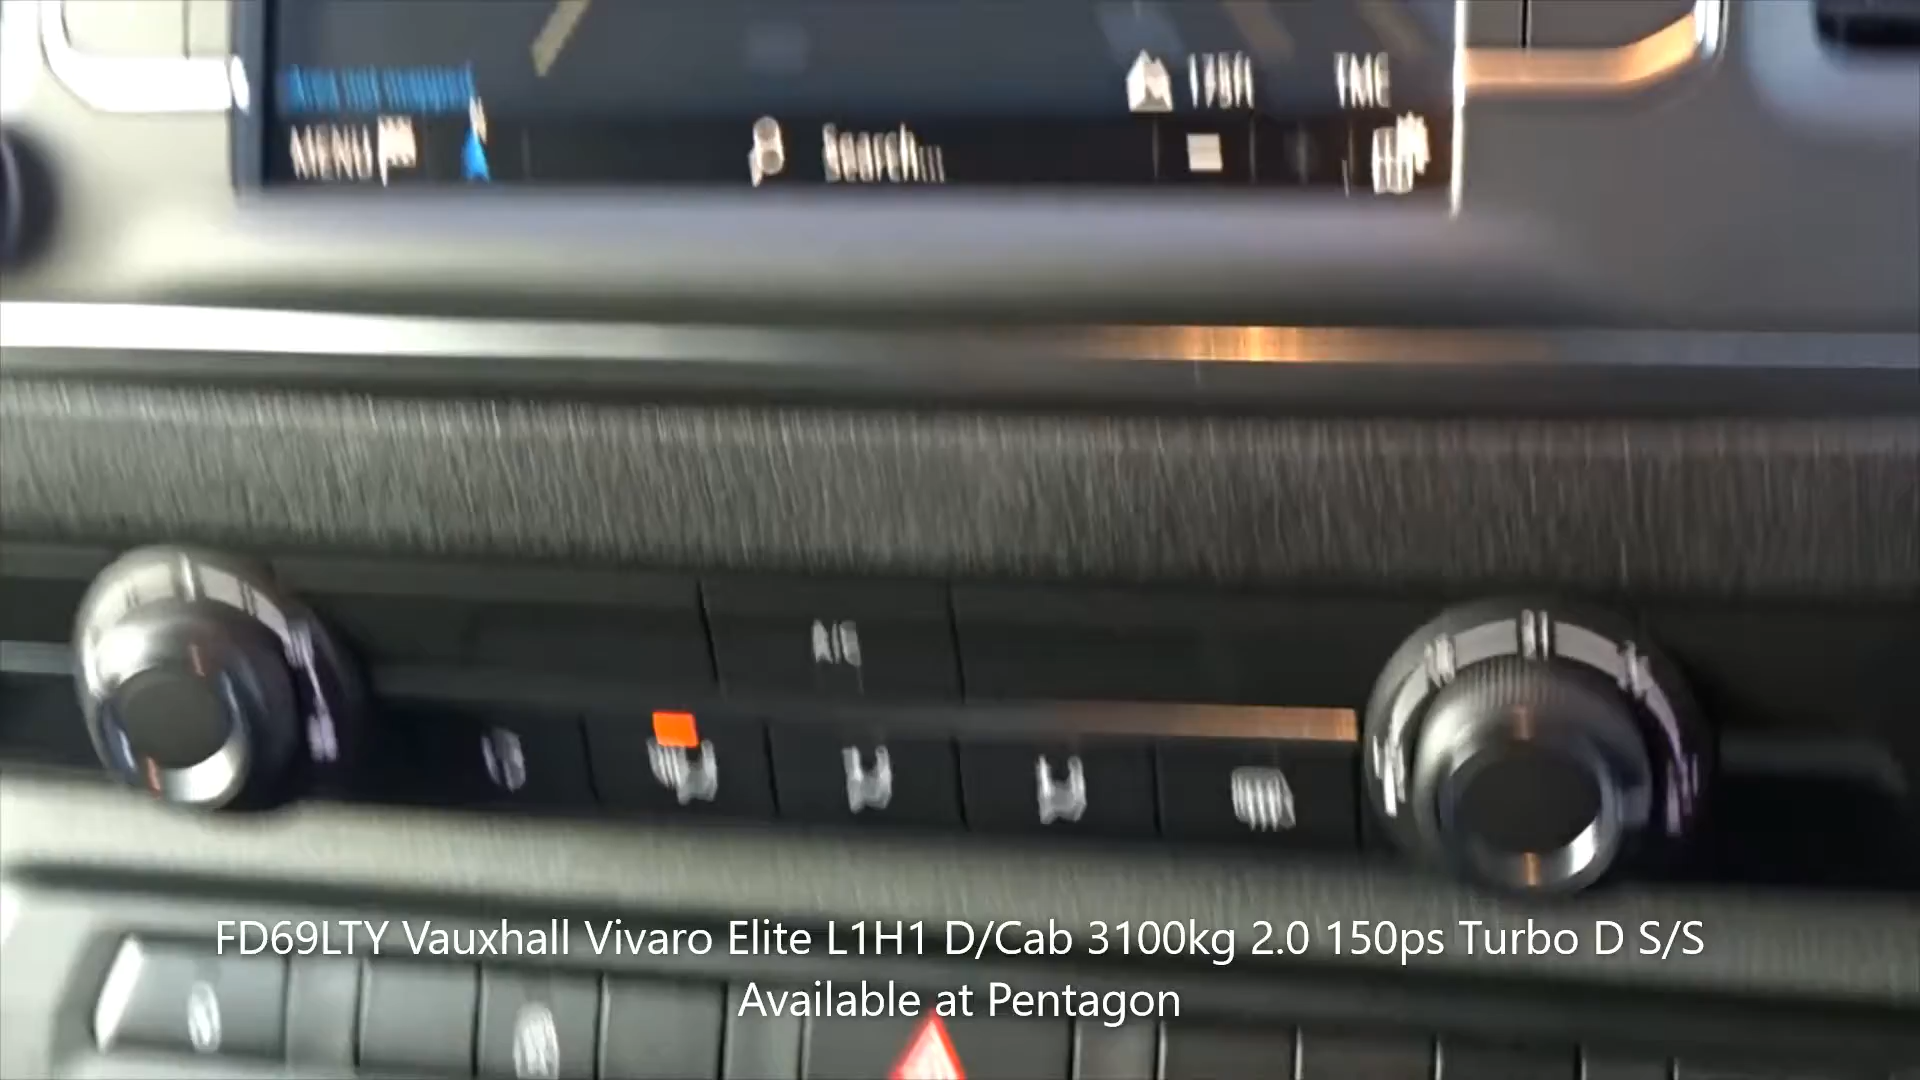 MENU
Search...
A/C
FD69LTY Vauxhall Vivaro Elite L1H1 D/Cab 3100kg 2.0 150ps Turbo D S/S
Available at Pentagon